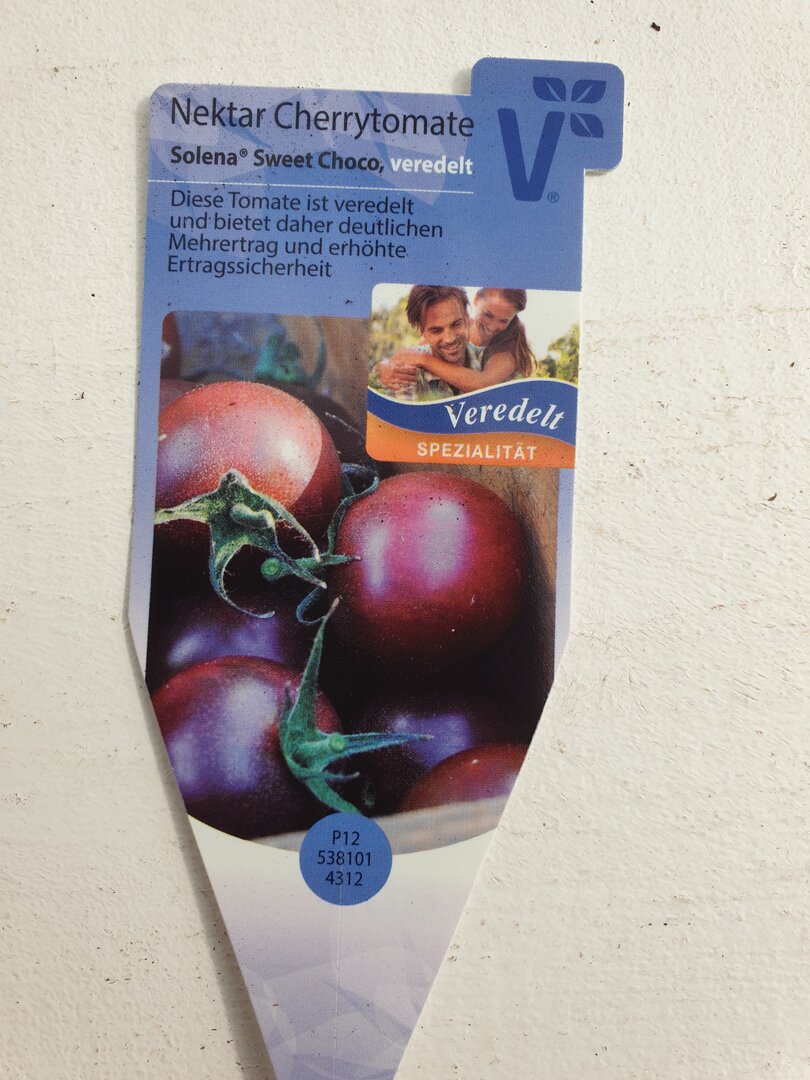 Nektar Cherrytomate
Solena® Sweet Choco, veredelt
V®
Diese Tomate ist veredelt
und bietet daher deutlichen
Mehrertrag und erhöhte
Ertragssicherheit
Veredelt
SPEZIALITÄT
P12
538101
4312